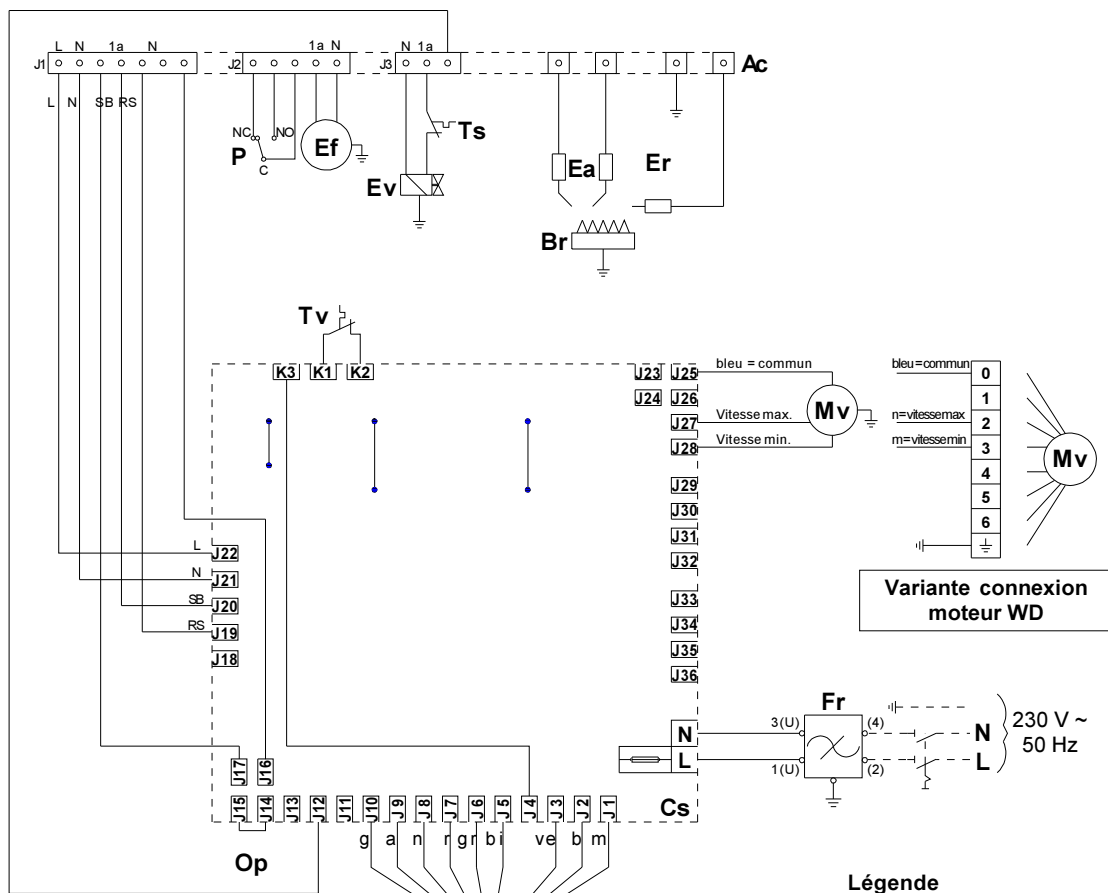 L N 1a N 1a N N 1a
J1 J2 J3 Ac
L N SB RS
NC NO
P
C
Ef
Ts
Ev
Ea
Er
Br
Tv
K3 K1 K2
J23 J25
J24 J26
J27
J28
J29
J30
J31
J32
J33
J34
J35
J36
bleu = commun
Vitesse max.
Vitesse min.
Mv
bleu=commun
n=vitessemax
m=vitessemin
0
1
2
3
4
5
6
Mv
Variante connexion
moteur WD
L J22
N J21
SB J20
RS J19
J18
J17 J16
J15 J14 J13 J12 J11 J10 J9 J8 J7 J6 J5 J4 J3 J2 J1
N
L
Cs
Fr
3(U) (4)
1(U) (2)
N
L
230 V ~
50 Hz
g a n r gr bi ve b m
Op
Légende